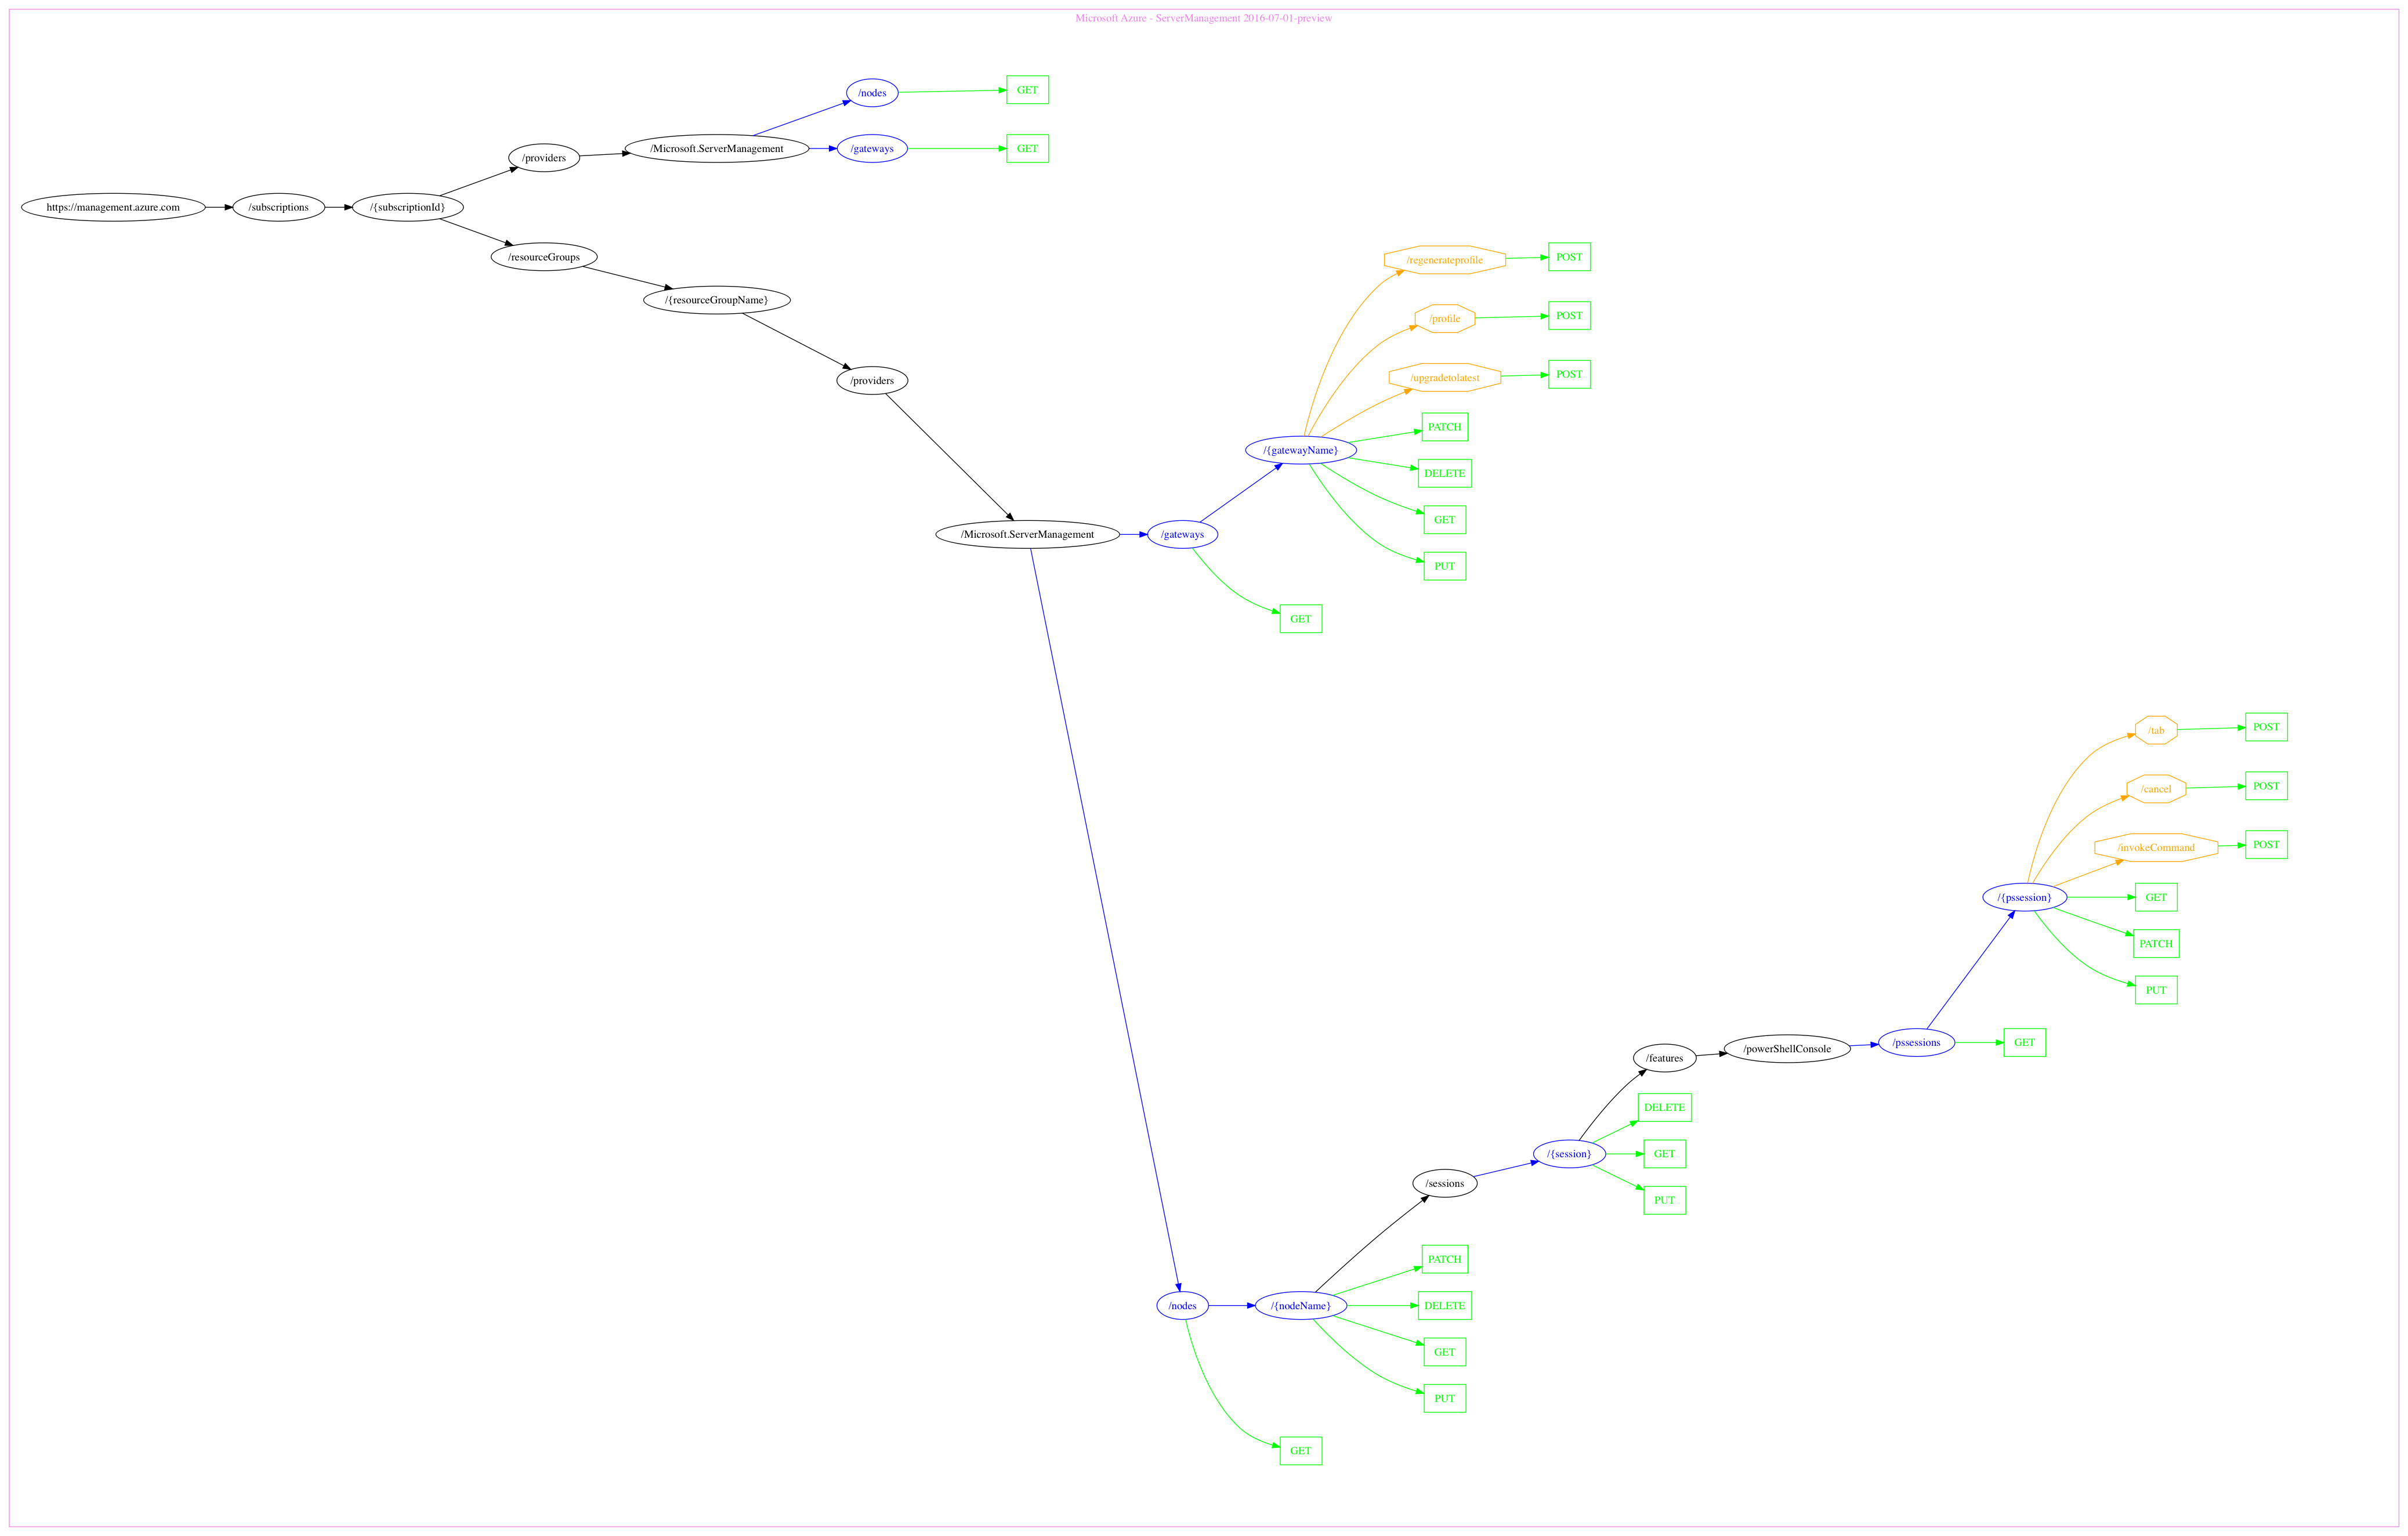 Microsoft Azure - ServerManagement 2016-07-01-preview
/nodes
GET
/Microsoft.ServerManagement
/gateways
GET
/providers
https://management.azure.com
/subscriptions
/{subscriptionId}
/resourceGroups
/{resourceGroupName}
/providers
/regenerateprofile
POST
/profile
POST
/upgradetolatest
POST
PATCH
/{gatewayName}
DELETE
GET
/Microsoft.ServerManagement
/gateways
PUT
GET
/tab
POST
/cancel
POST
/invokeCommand
POST
/{pssession}
GET
PATCH
PUT
/features
/powerShellConsole
/pssessions
GET
DELETE
/{session}
GET
/sessions
PUT
PATCH
/nodes
/{nodeName}
DELETE
GET
PUT
GET